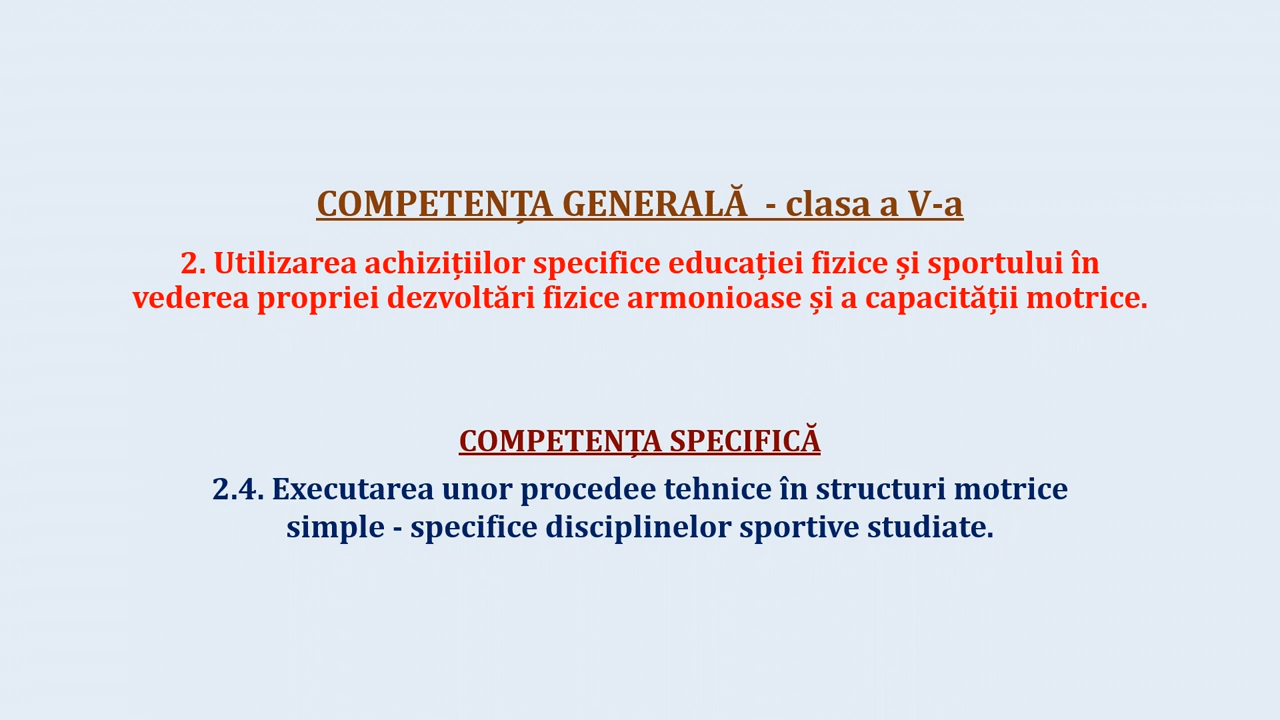 COMPETENȚA GENERALĂ  - clasa a V-a
2. Utilizarea achizițiilor specifice educației fizice și sportului în
vederea propriei dezvoltări fizice armonioase și a capacității motrice.
COMPETENȚA SPECIFICĂ
2.4. Executarea unor procedee tehnice în structuri motrice
simple - specifice disciplinelor sportive studiate.